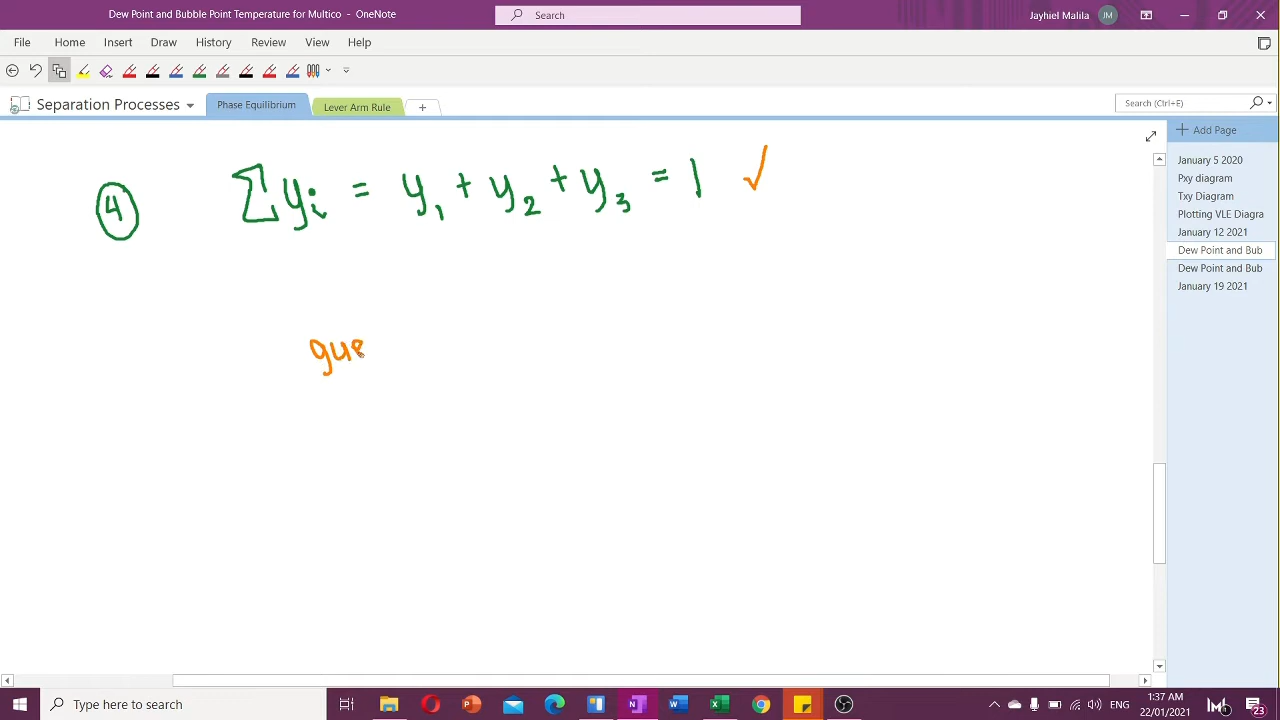 Dew Point and Bubble Point Temperature for Multico - OneNote
Search
Jayhiel Malila
JM
File Home Insert Draw History Review View Help
Separation Processes
Phase Equilibrium
Lever Arm Rule
Search (Ctrl+E)
Add Page
January 5 2020
Pxy diagram
Txy Diagram
Plotting VLE Diagra
January 12 2021
Dew Point and Bub
Dew Point and Bub
January 19 2021
4 ∑yᵢ = y₁ + y₂ + y₃ = 1 ✓
gue
Type here to search
1:37 AM
22/01/2021
23